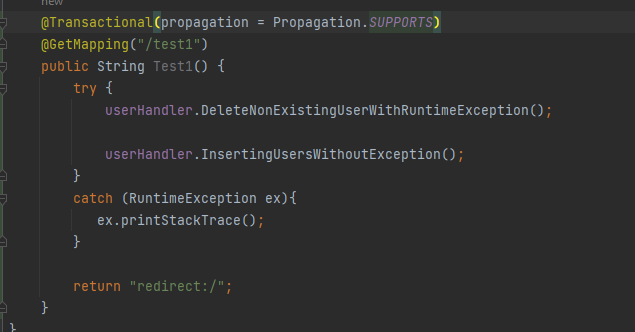 new
@Transactional(propagation = Propagation.SUPPORTS)
@GetMapping("/test1")
public String Test1() {
    try {
        userHandler.DeleteNonExistingUserWithRuntimeException();
        userHandler.InsertingUsersWithoutException();
    }
    catch (RuntimeException ex){
       ex.printStackTrace();
    }
    return "redirect:/";
}
}